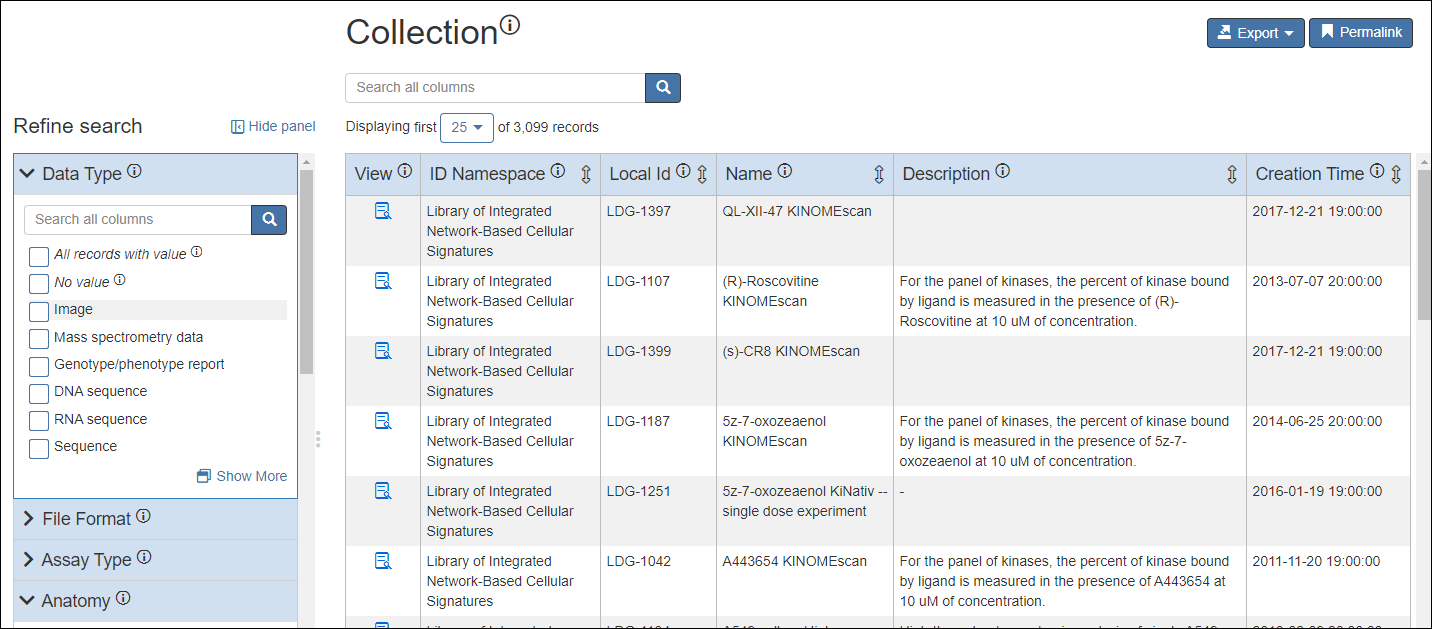 Collection
Export
Permalink
Search all columns
Refine search
Hide panel
Displaying first 25 of 3,099 records
Data Type
Search all columns
All records with value
No value
Image
Mass spectrometry data
Genotype/phenotype report
DNA sequence
RNA sequence
Sequence
Show More
File Format
Assay Type
Anatomy
View
ID Namespace
Local Id
Name
Description
Creation Time
Library of Integrated
Network-Based Cellular
Signatures
LDG-1397
QL-XII-47 KINOMEscan
2017-12-21 19:00:00
Library of Integrated
Network-Based Cellular
Signatures
LDG-1107
(R)-Roscovitine
KINOMEscan
For the panel of kinases, the percent of kinase bound
by ligand is measured in the presence of (R)-
Roscovitine at 10 uM of concentration.
2013-07-07 20:00:00
Library of Integrated
Network-Based Cellular
Signatures
LDG-1399
(s)-CR8 KINOMEscan
2017-12-21 19:00:00
Library of Integrated
Network-Based Cellular
Signatures
LDG-1187
5z-7-oxozeaenol
KINOMEscan
For the panel of kinases, the percent of kinase bound
by ligand is measured in the presence of 5z-7-
oxozeaenol at 10 uM of concentration.
2014-06-25 20:00:00
Library of Integrated
Network-Based Cellular
Signatures
LDG-1251
5z-7-oxozeaenol KiNativ --
single dose experiment
-
2016-01-19 19:00:00
Library of Integrated
Network-Based Cellular
Signatures
LDG-1042
A443654 KINOMEscan
For the panel of kinases, the percent of kinase bound
by ligand is measured in the presence of A443654 at
10 uM of concentration.
2011-11-20 19:00:00
Library of Integrated